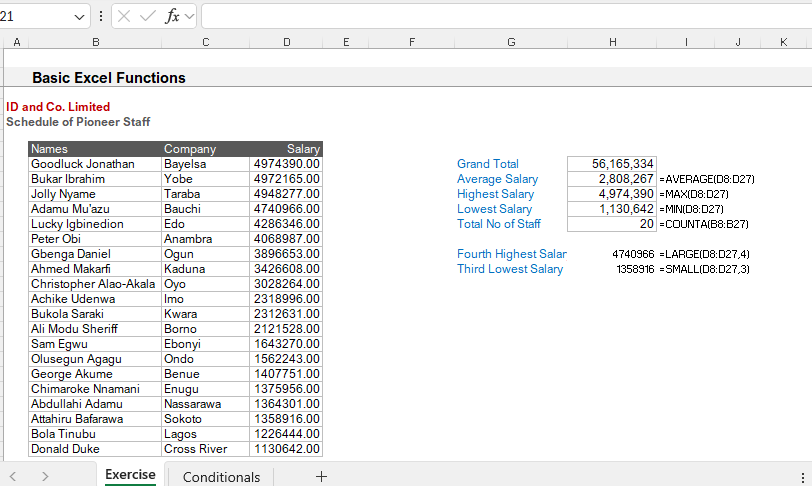 21 fx
A B C D E F G H I J K
Basic Excel Functions
ID and Co. Limited
Schedule of Pioneer Staff
Names Company Salary
Goodluck Jonathan Bayelsa 4974390.00 Grand Total 56,165,334
Bukar Ibrahim Yobe 4972165.00 Average Salary 2,808,267 =AVERAGE(D8:D27)
Jolly Nyame Taraba 4948277.00 Highest Salary 4,974,390 =MAX(D8:D27)
Adamu Mu'azu Bauchi 4740966.00 Lowest Salary 1,130,642 =MIN(D8:D27)
Lucky Igbinedion Edo 4286346.00 Total No of Staff 20 =COUNTA(B8:B27)
Peter Obi Anambra 4068987.00
Gbenga Daniel Ogun 3896653.00 Fourth Highest Salar 4740966 =LARGE(D8:D27,4)
Ahmed Makarfi Kaduna 3426608.00 Third Lowest Salary 1358916 =SMALL(D8:D27,3)
Christopher Alao-Akala Oyo 3028264.00
Achike Udenwa Imo 2318996.00
Bukola Saraki Kwara 2312631.00
Ali Modu Sheriff Borno 2121528.00
Sam Egwu Ebonyi 1643270.00
Olusegun Agagu Ondo 1562243.00
George Akume Benue 1407751.00
Chimaroke Nnamani Enugu 1375956.00
Abdullahi Adamu Nassarawa 1364301.00
Attahiru Bafarawa Sokoto 1358916.00
Bola Tinubu Lagos 1226444.00
Donald Duke Cross River 1130642.00
Exercise Conditionals